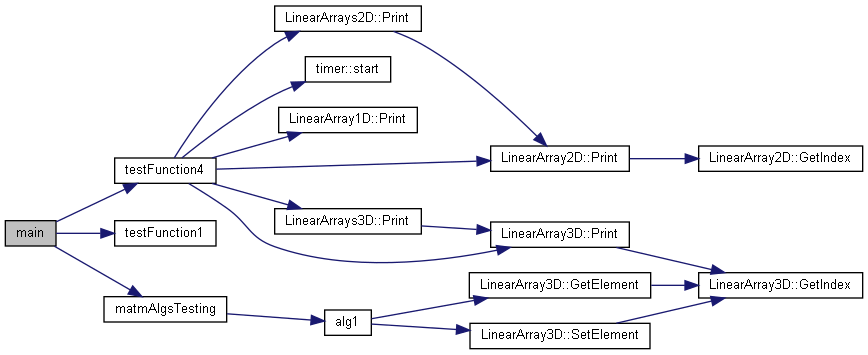 LinearArrays2D::Print
timer::start
LinearArray1D::Print
testFunction4
LinearArray2D::Print
LinearArray2D::GetIndex
main
testFunction1
LinearArrays3D::Print
LinearArray3D::Print
matmAlgsTesting
alg1
LinearArray3D::GetElement
LinearArray3D::GetIndex
LinearArray3D::SetElement